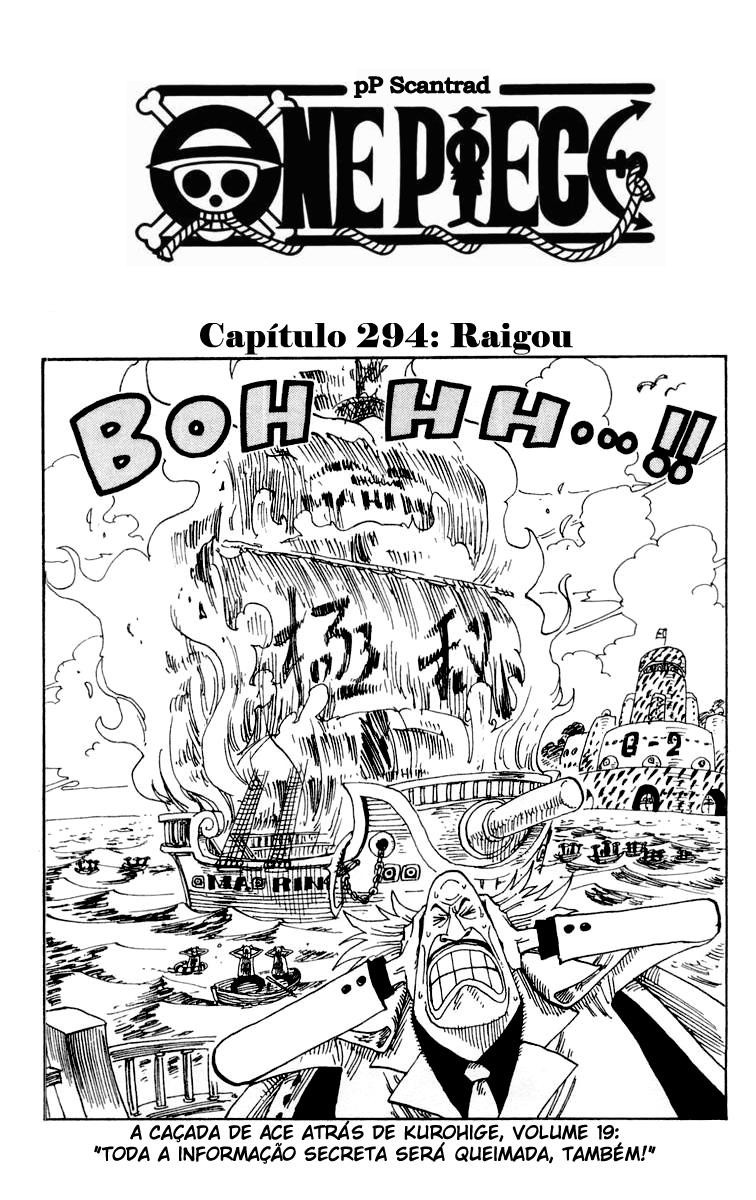 pP Scantrad
ONE PIECE
Capítulo 294: Raigou
BOH HH...!!
極秘
G-2
MARIN
A CAÇADA DE ACE ATRÁS DE KUROHIGE, VOLUME 19:
"TODA A INFORMAÇÃO SECRETA SERÁ QUEIMADA, TAMBÉM!"